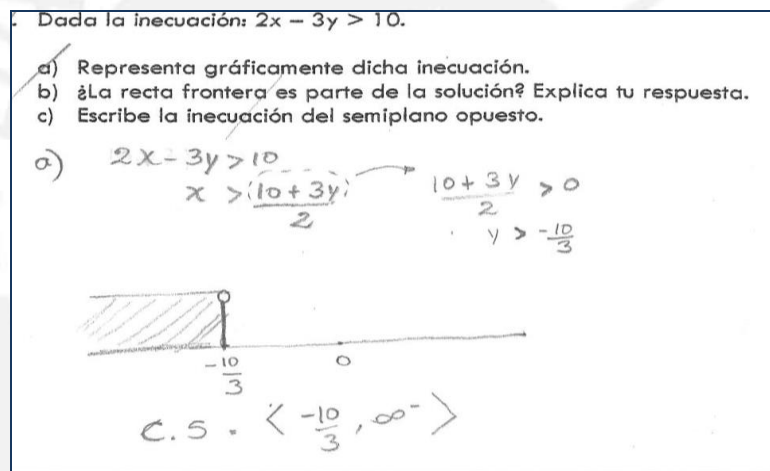 Dada la inecuación: 2x − 3y > 10.
a) Representa gráficamente dicha inecuación.
b) ¿La recta frontera es parte de la solución? Explica tu respuesta.
c) Escribe la inecuación del semiplano opuesto.
a) 2x - 3y > 10
x > (10 + 3y) / 2
10 + 3y / 2 > 0
y > -10/3
-10/3 0
C.S. < -10/3 , ∞- >